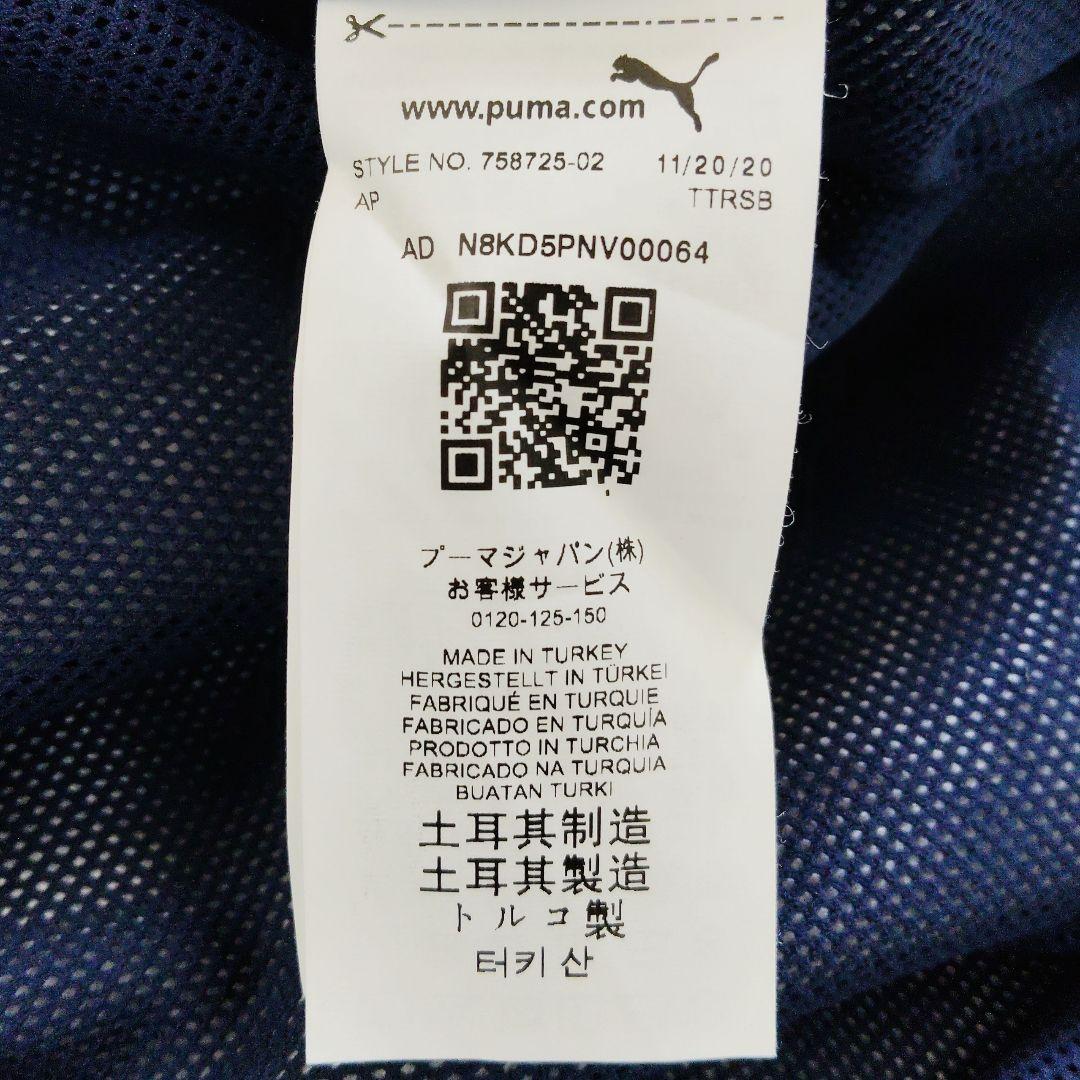 www.puma.com
STYLE NO. 758725-02 11/20/20
AP TTRSB
AD N8KD5PNV00064
プーマジャパン(株)
お客様サービス
0120-125-150
MADE IN TURKEY
HERGESTELLT IN TÜRKEI
FABRIQUÉ EN TURQUIE
FABRICADO EN TURQUÍA
PRODOTTO IN TURCHIA
FABRICADO NA TURQUIA
BUATAN TURKI
土耳其制造
土耳其製造
トルコ製
터키산